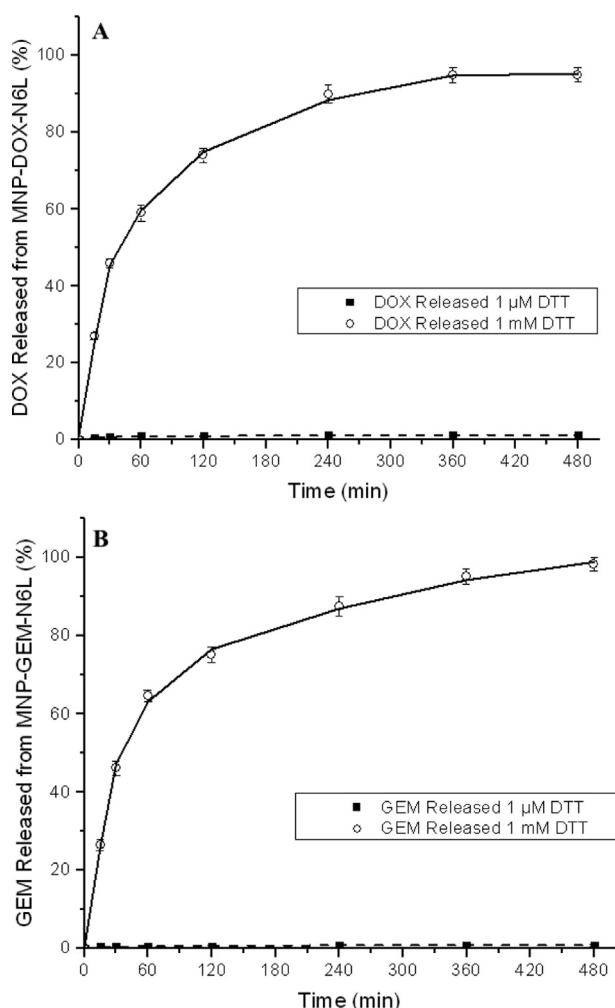 A
DOX Released from MNP-DOX-N6L (%)
100
80
60
40
20
0
DOX Released 1 µM DTT
DOX Released 1 mM DTT
0 60 120 180 240 300 360 420 480
Time (min)
B
GEM Released from MNP-GEM-N6L (%)
100
80
60
40
20
0
GEM Released 1 µM DTT
GEM Released 1 mM DTT
0 60 120 180 240 300 360 420 480
Time (min)